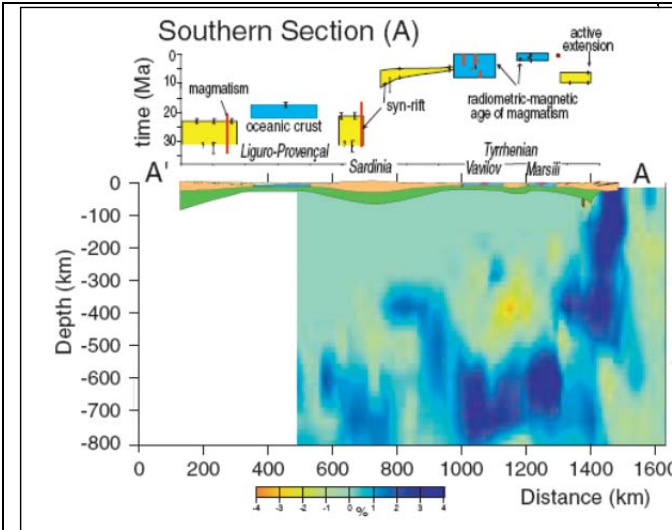 Southern Section (A)
time (Ma)
0
5
10
20
30
magmatism
oceanic crust
syn-rift
radiometric-magnetic
age of magmatism
active
extension
Liguro-Provençal
Sardinia
Tyrrhenian
Vavilov
Marsili
A'
A
Depth (km)
0
-100
-200
-300
-400
-500
-600
-700
-800
0 200 400 600 800 1000 1200 1400 1600
-4 -3 -2 -1 0 1 2 3 4
%
Distance (km)